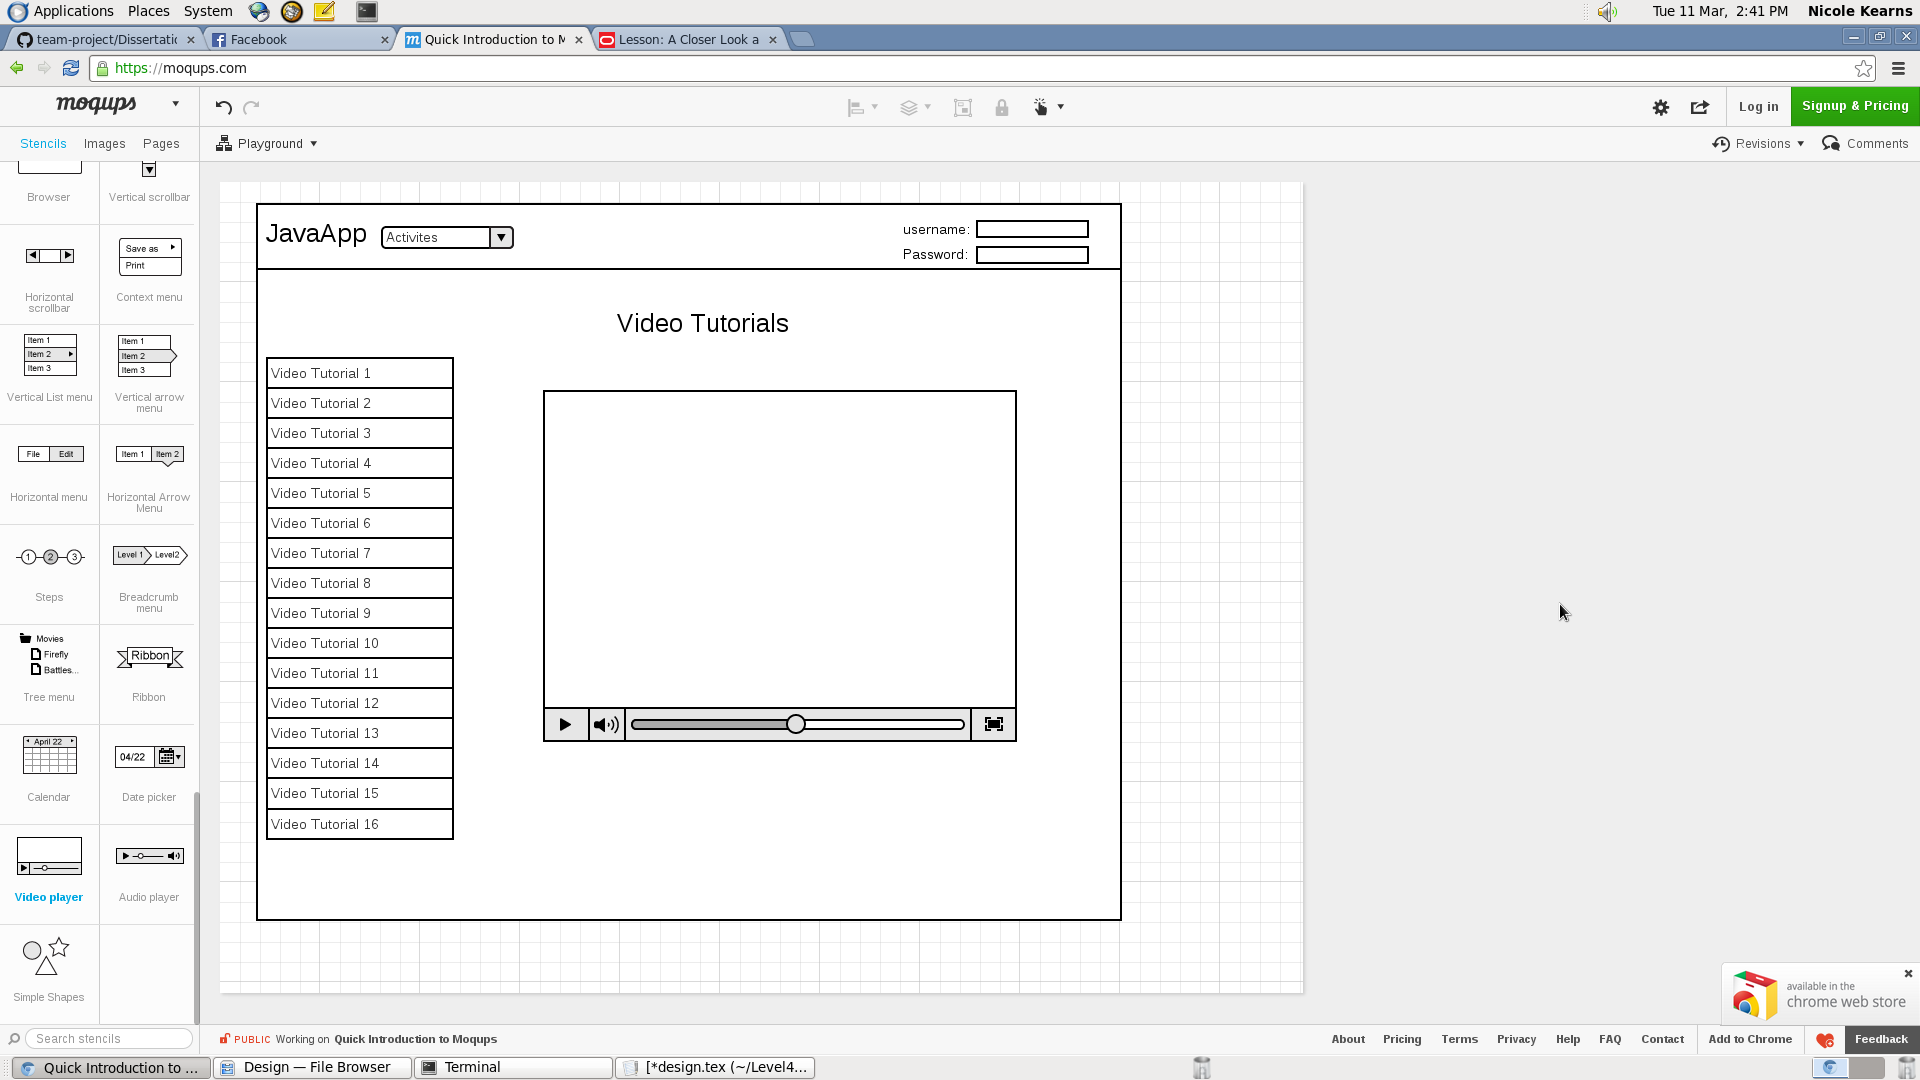 Applications Places System
Tue 11 Mar, 2:41 PM Nicole Kearns
team-project/Dissertatic
Facebook
Quick Introduction to M
Lesson: A Closer Look a
https://moqups.com
moqups
Log in
Signup & Pricing
Stencils Images Pages
Playground
Revisions
Comments
Browser
Vertical scrollbar
Save as
Print
Horizontal
scrollbar
Context menu
Item 1
Item 2
Item 3
Item 1
Item 2
Item 3
Vertical List menu
Vertical arrow
menu
File Edit
Item 1 Item 2
Horizontal menu
Horizontal Arrow
Menu
1 2 3
Level 1 Level2
Steps
Breadcrumb
menu
Movies
Firefly
Battles...
Ribbon
Tree menu
Ribbon
April 22
04/22
Calendar
Date picker
Video player
Audio player
Simple Shapes
Search stencils
JavaApp
Activites
username:
Password:
Video Tutorials
Video Tutorial 1
Video Tutorial 2
Video Tutorial 3
Video Tutorial 4
Video Tutorial 5
Video Tutorial 6
Video Tutorial 7
Video Tutorial 8
Video Tutorial 9
Video Tutorial 10
Video Tutorial 11
Video Tutorial 12
Video Tutorial 13
Video Tutorial 14
Video Tutorial 15
Video Tutorial 16
available in the
chrome web store
PUBLIC Working on Quick Introduction to Moqups
About Pricing Terms Privacy Help FAQ Contact Add to Chrome Feedback
Quick Introduction to ...
Design — File Browser
Terminal
[*design.tex (~/Level4...